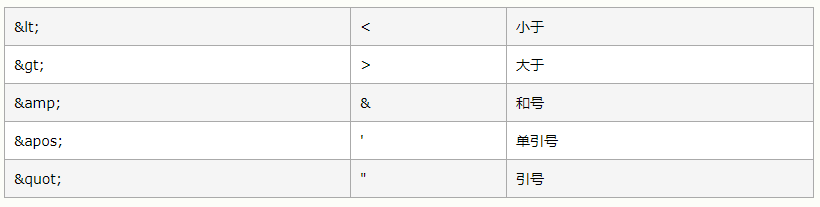 &lt; < 小于
&gt; > 大于
&amp; & 和号
&apos; ' 单引号
&quot; " 引号